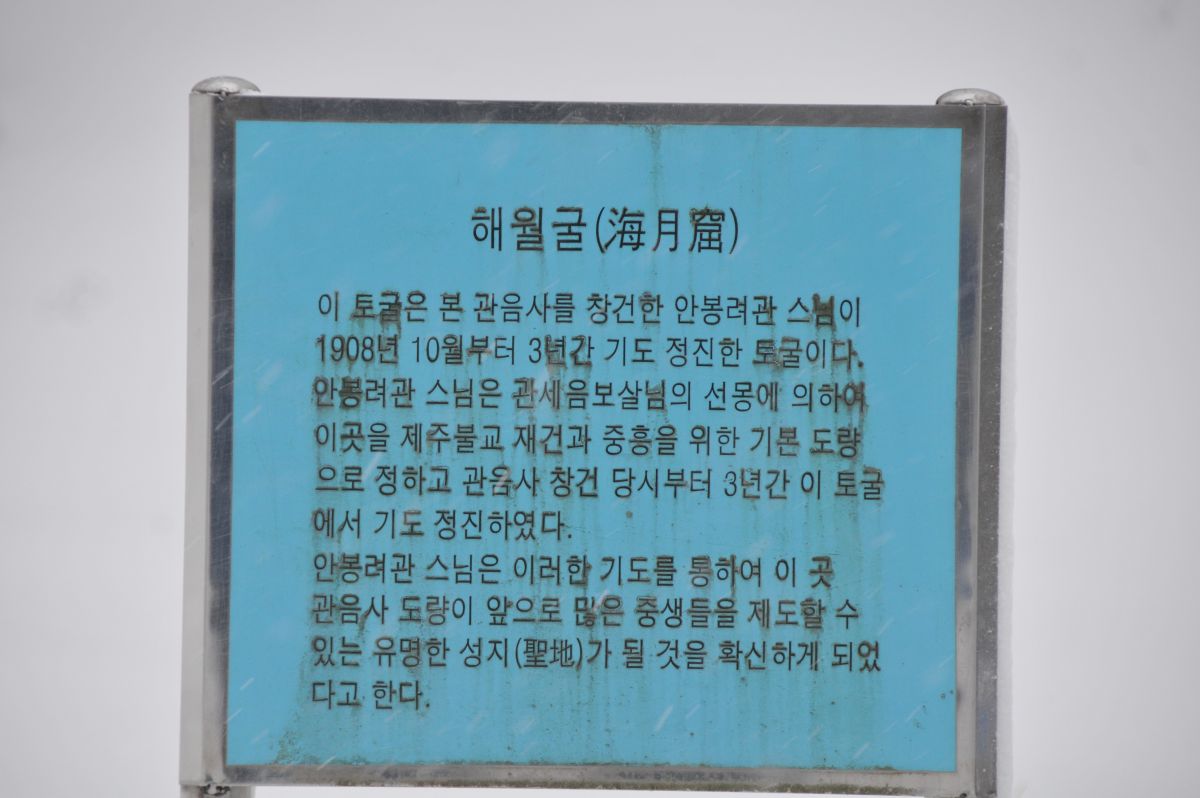 해월굴(海月窟)
이 토굴은 본 관음사를 창건한 안봉려관 스님이
1908년 10월부터 3년간 기도 정진한 토굴이다.
안봉려관 스님은 관세음보살님의 선몽에 의하여
이곳을 제주불교 재건과 중흥을 위한 기본 도량
으로 정하고 관음사 창건 당시부터 3년간 이 토굴
에서 기도 정진하였다.
안봉려관 스님은 이러한 기도를 통하여 이 곳
관음사 도량이 앞으로 많은 중생들을 제도할 수
있는 유명한 성지(聖地)가 될 것을 확신하게 되었
다고 한다.